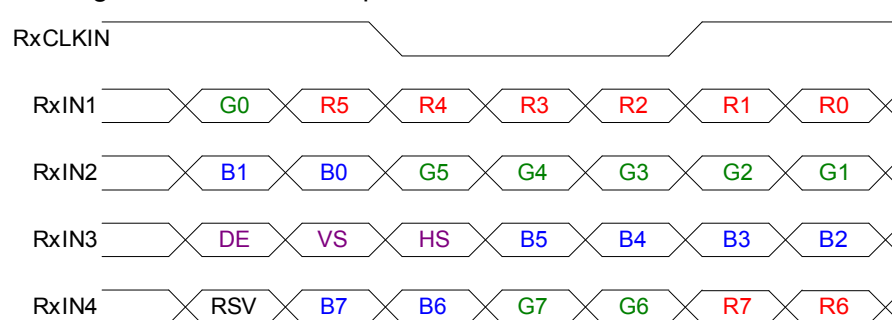 RxCLKIN
RxIN1 G0 R5 R4 R3 R2 R1 R0
RxIN2 B1 B0 G5 G4 G3 G2 G1
RxIN3 DE VS HS B5 B4 B3 B2
RxIN4 RSV B7 B6 G7 G6 R7 R6